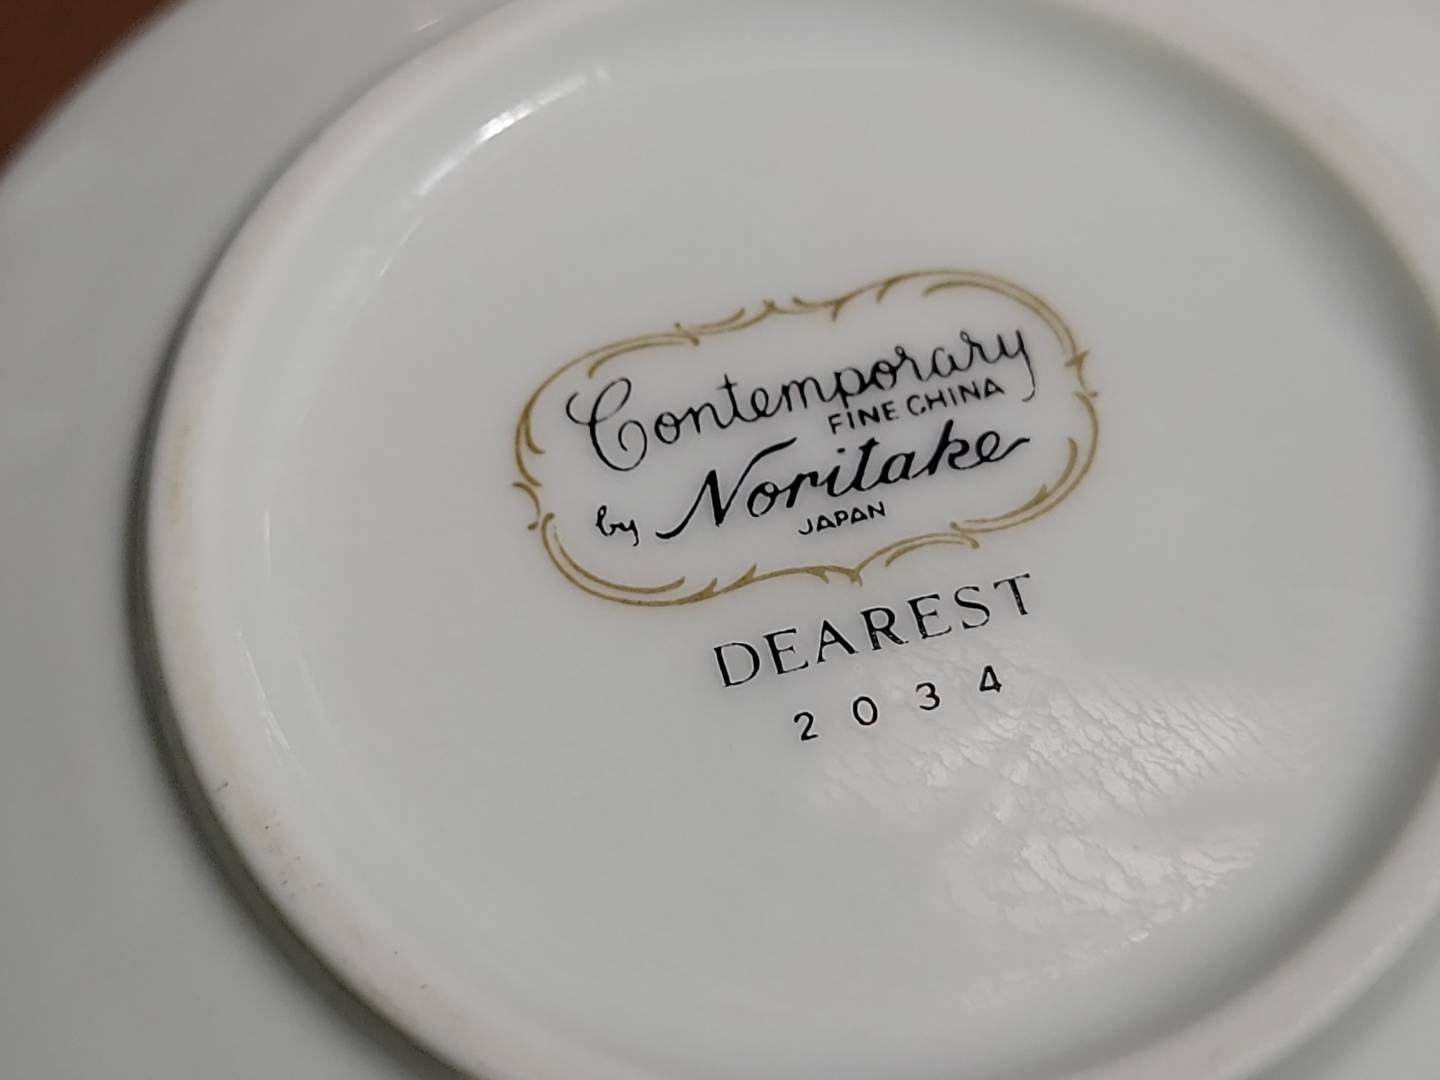 Contemporary
FINE CHINA
by Noritake
JAPAN
DEAREST
2034